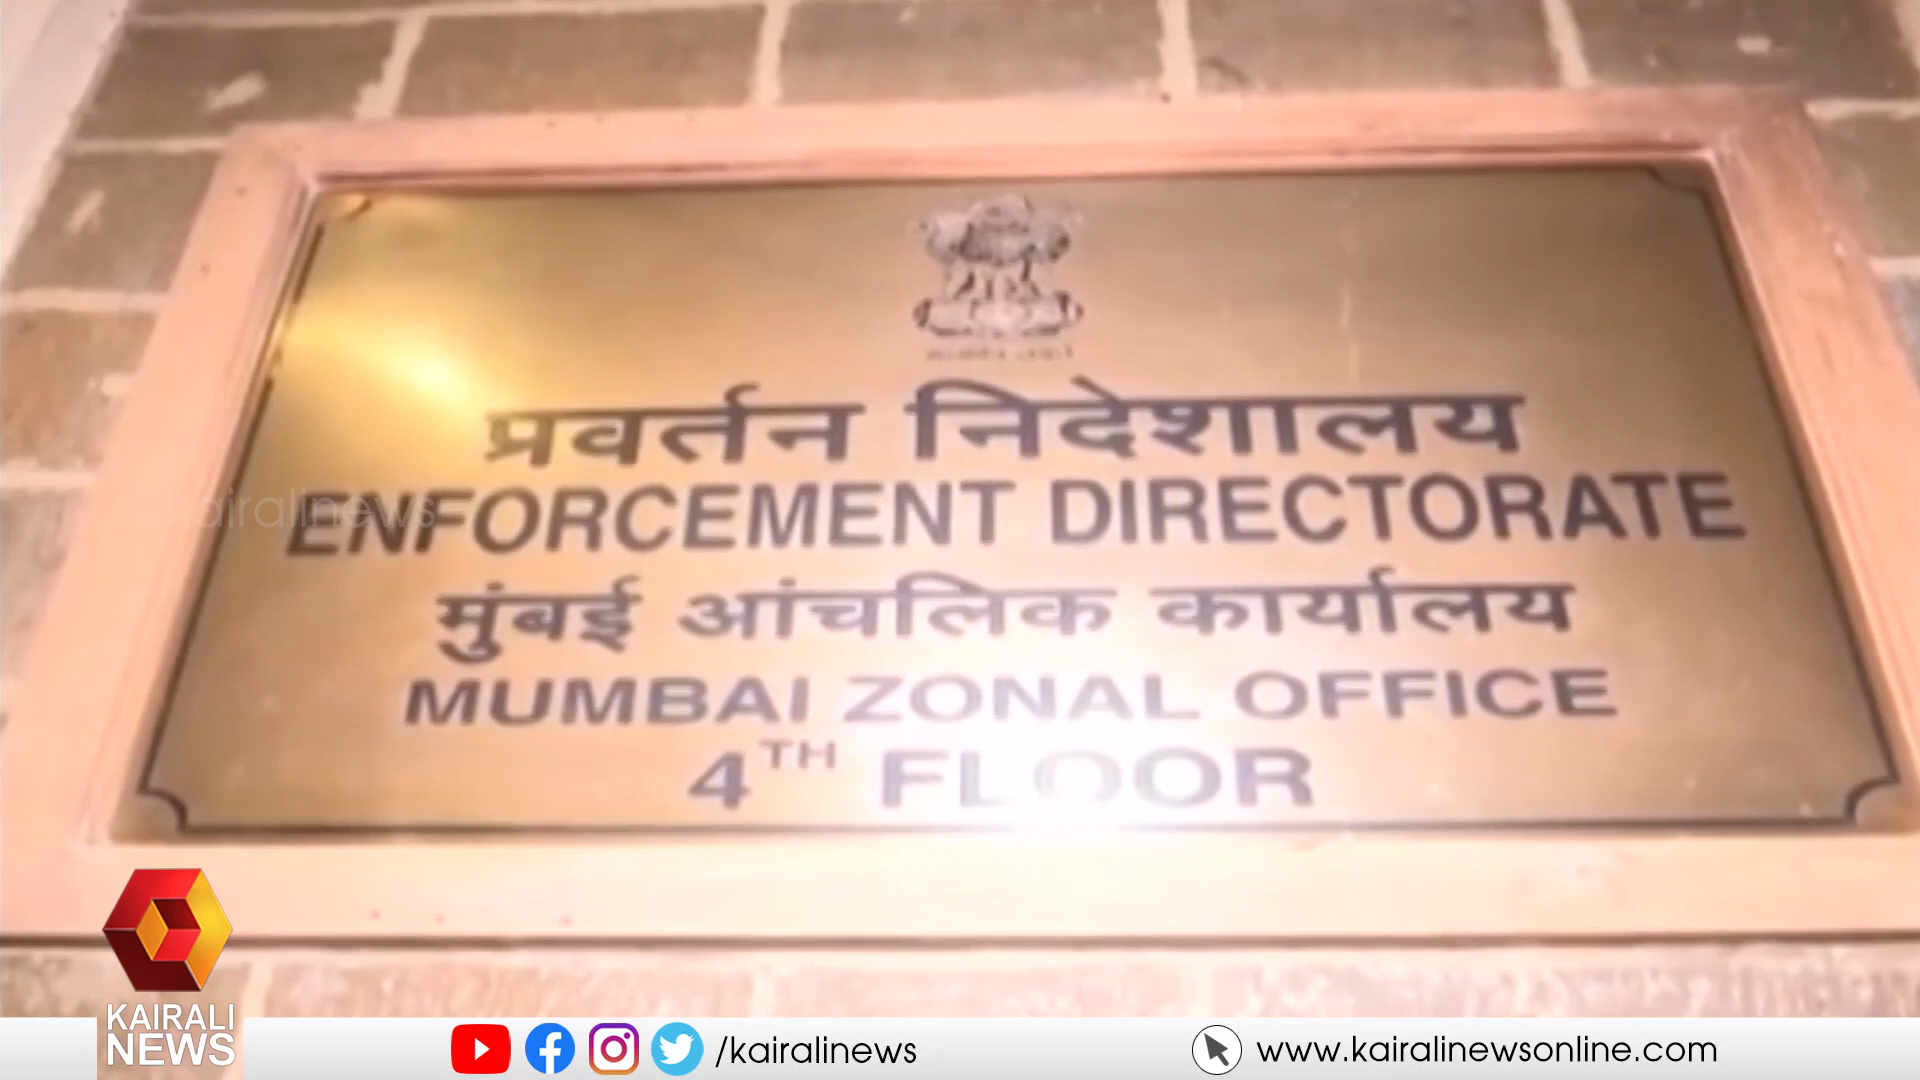 प्रवर्तन निदेशालय
ENFORCEMENT DIRECTORATE
kairalinews
मुंबई आंचलिक कार्यालय
MUMBAI ZONAL OFFICE
4TH FLOOR
KAIRALI
NEWS
/kairalinews
www.kairalinewsonline.com